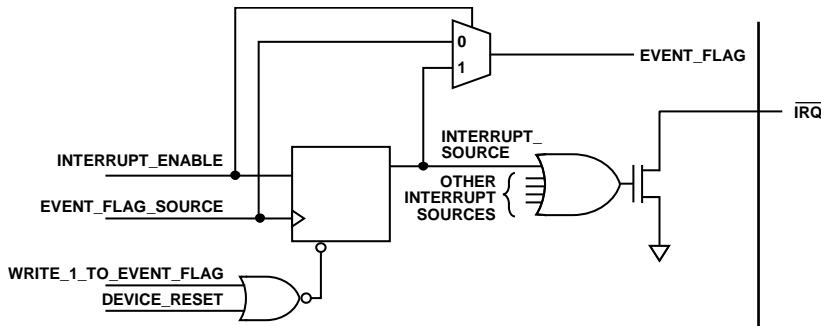 0
EVENT_FLAG
1
IRQ
INTERRUPT_
SOURCE
INTERRUPT_ENABLE
OTHER
INTERRUPT
SOURCES
EVENT_FLAG_SOURCE
WRITE_1_TO_EVENT_FLAG
DEVICE_RESET